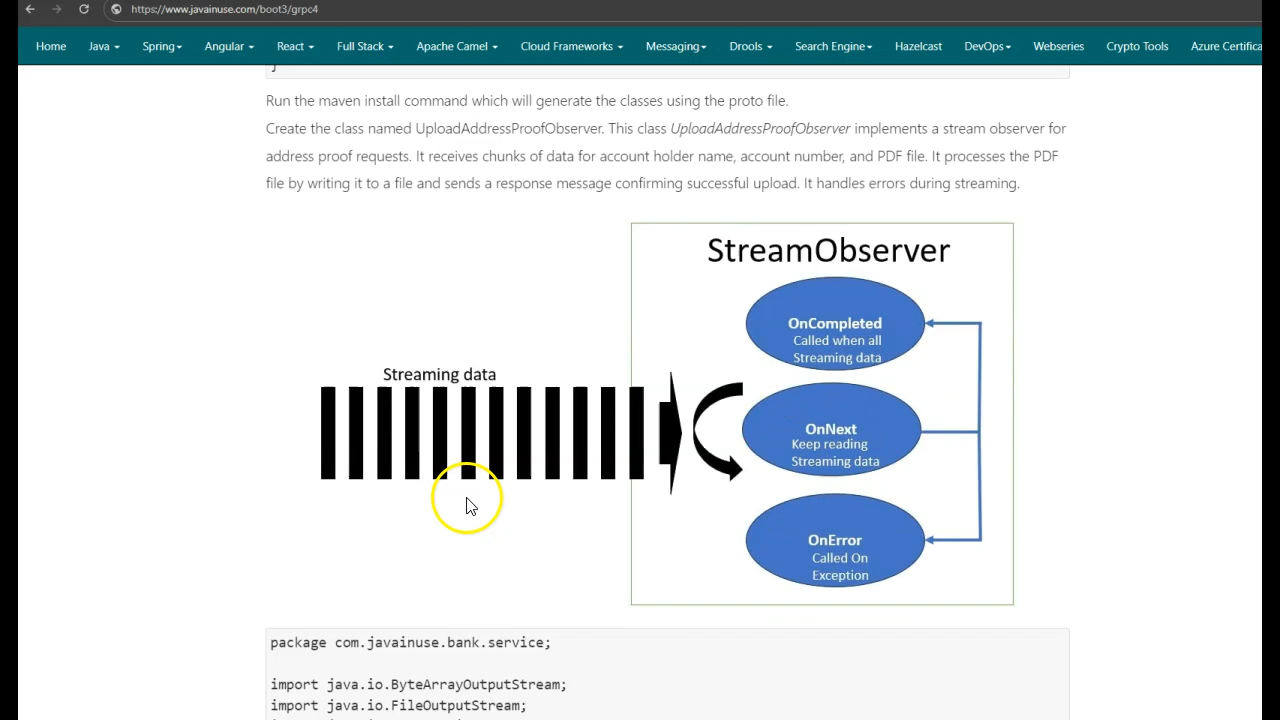 https://www.javainuse.com/boot3/grpc4
Home Java Spring Angular React Full Stack Apache Camel Cloud Frameworks Messaging Drools Search Engine Hazelcast DevOps Webseries Crypto Tools Azure Certifica
}
Run the maven install command which will generate the classes using the proto file.
Create the class named UploadAddressProofObserver. This class UploadAddressProofObserver implements a stream observer for
address proof requests. It receives chunks of data for account holder name, account number, and PDF file. It processes the PDF
file by writing it to a file and sends a response message confirming successful upload. It handles errors during streaming.
StreamObserver
OnCompleted
Called when all
Streaming data
Streaming data
OnNext
Keep reading
Streaming data
OnError
Called On
Exception
package com.javainuse.bank.service;
import java.io.ByteArrayOutputStream;
import java.io.FileOutputStream;